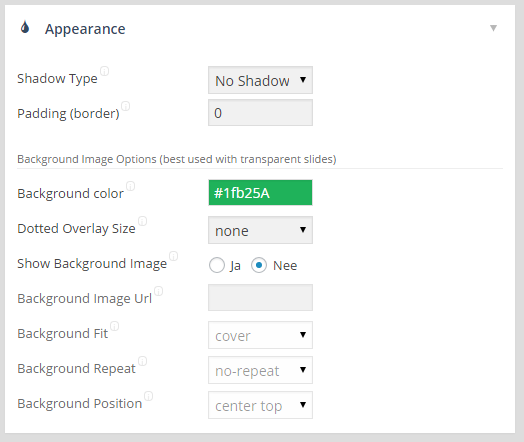 Appearance
Shadow Type No Shadow
Padding (border) 0
Background Image Options (best used with transparent slides)
Background color #1fb25A
Dotted Overlay Size none
Show Background Image Ja Nee
Background Image Url
Background Fit cover
Background Repeat no-repeat
Background Position center top